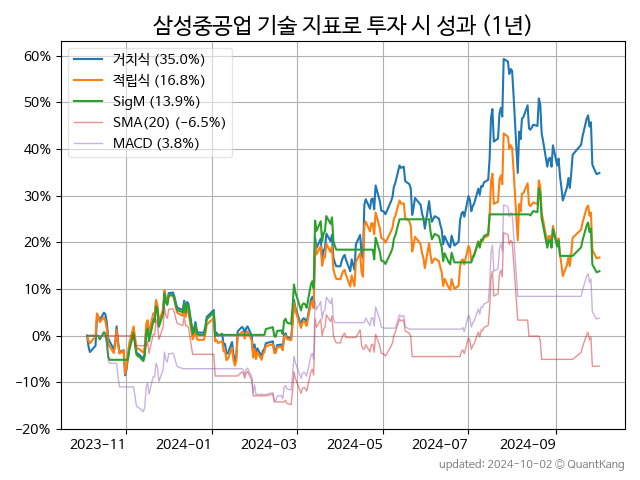 삼성중공업 기술 지표로 투자 시 성과 (1년)
60%
50%
40%
30%
20%
10%
0%
−10%
−20%
거치식 (35.0%)
적립식 (16.8%)
SigM (13.9%)
SMA(20) (−6.5%)
MACD (3.8%)
2023-11 2024-01 2024-03 2024-05 2024-07 2024-09
updated: 2024-10-02 © QuantKang